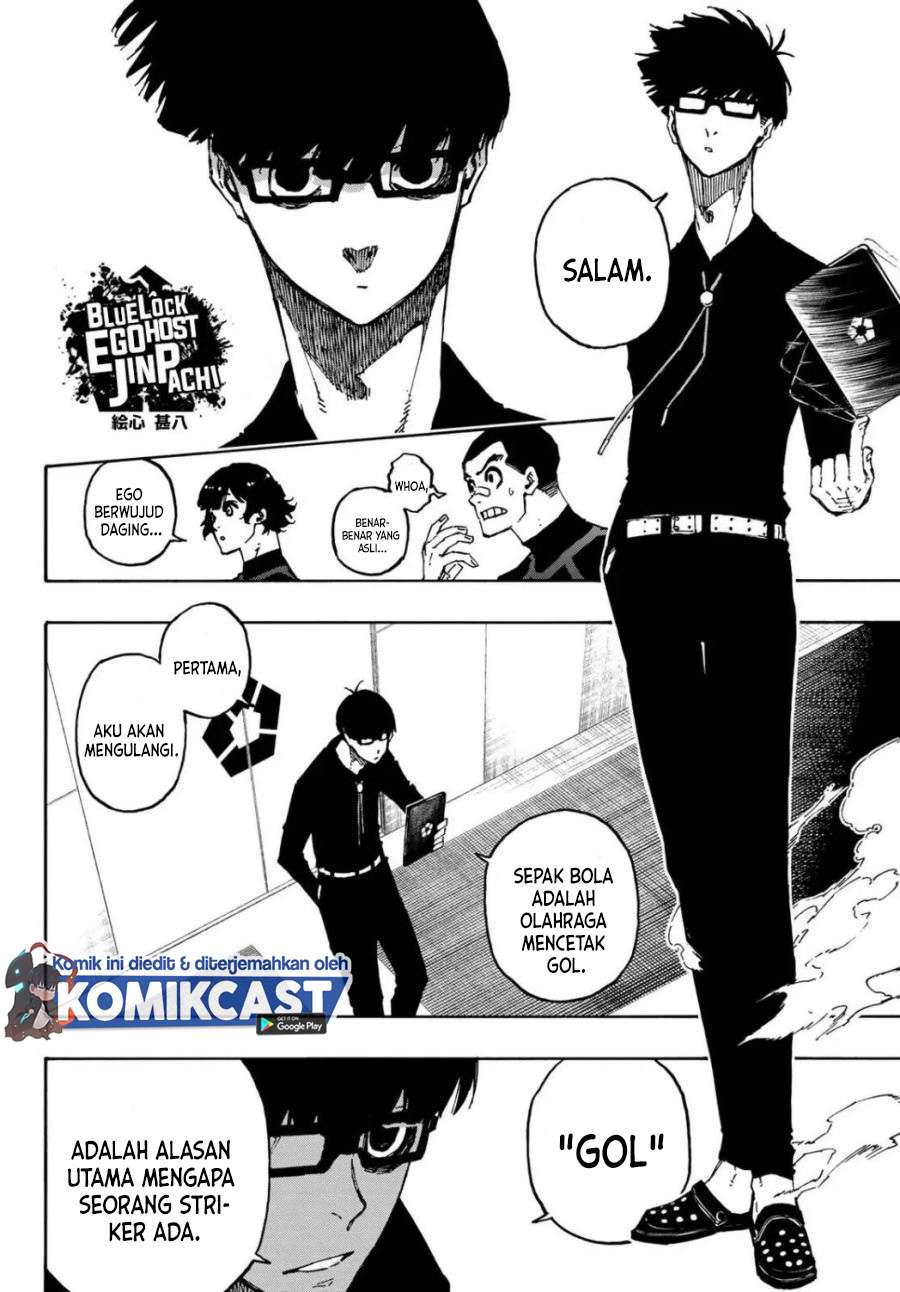 SALAM.
BLUELOCK
EGOHOST
JINPACHI
絵心 甚八
WHOA,
BENAR-
BENAR YANG
ASLI...
EGO
BERWUJUD
DAGING...
PERTAMA,
AKU AKAN
MENGULANGI.
SEPAK BOLA
ADALAH
OLAHRAGA
MENCETAK
GOL.
Komik ini diedit & diterjemahkan oleh
KOMIKCAST
GET IT ON
Google Play
"GOL"
ADALAH ALASAN
UTAMA MENGAPA
SEORANG STRI-
KER ADA.